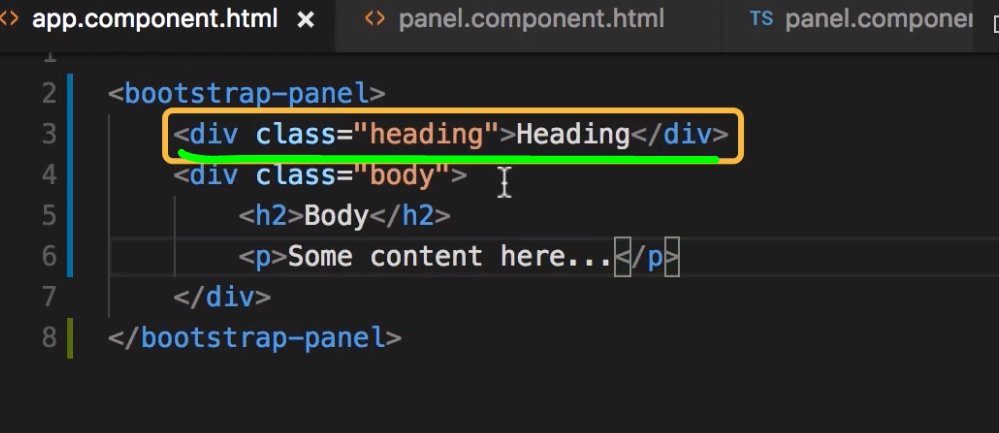 <> app.component.html × <> panel.component.html TS panel.componen
1
2 <bootstrap-panel>
3 <div class="heading">Heading</div>
4 <div class="body">
5 <h2>Body</h2>
6 <p>Some content here...</p>
7 </div>
8 </bootstrap-panel>